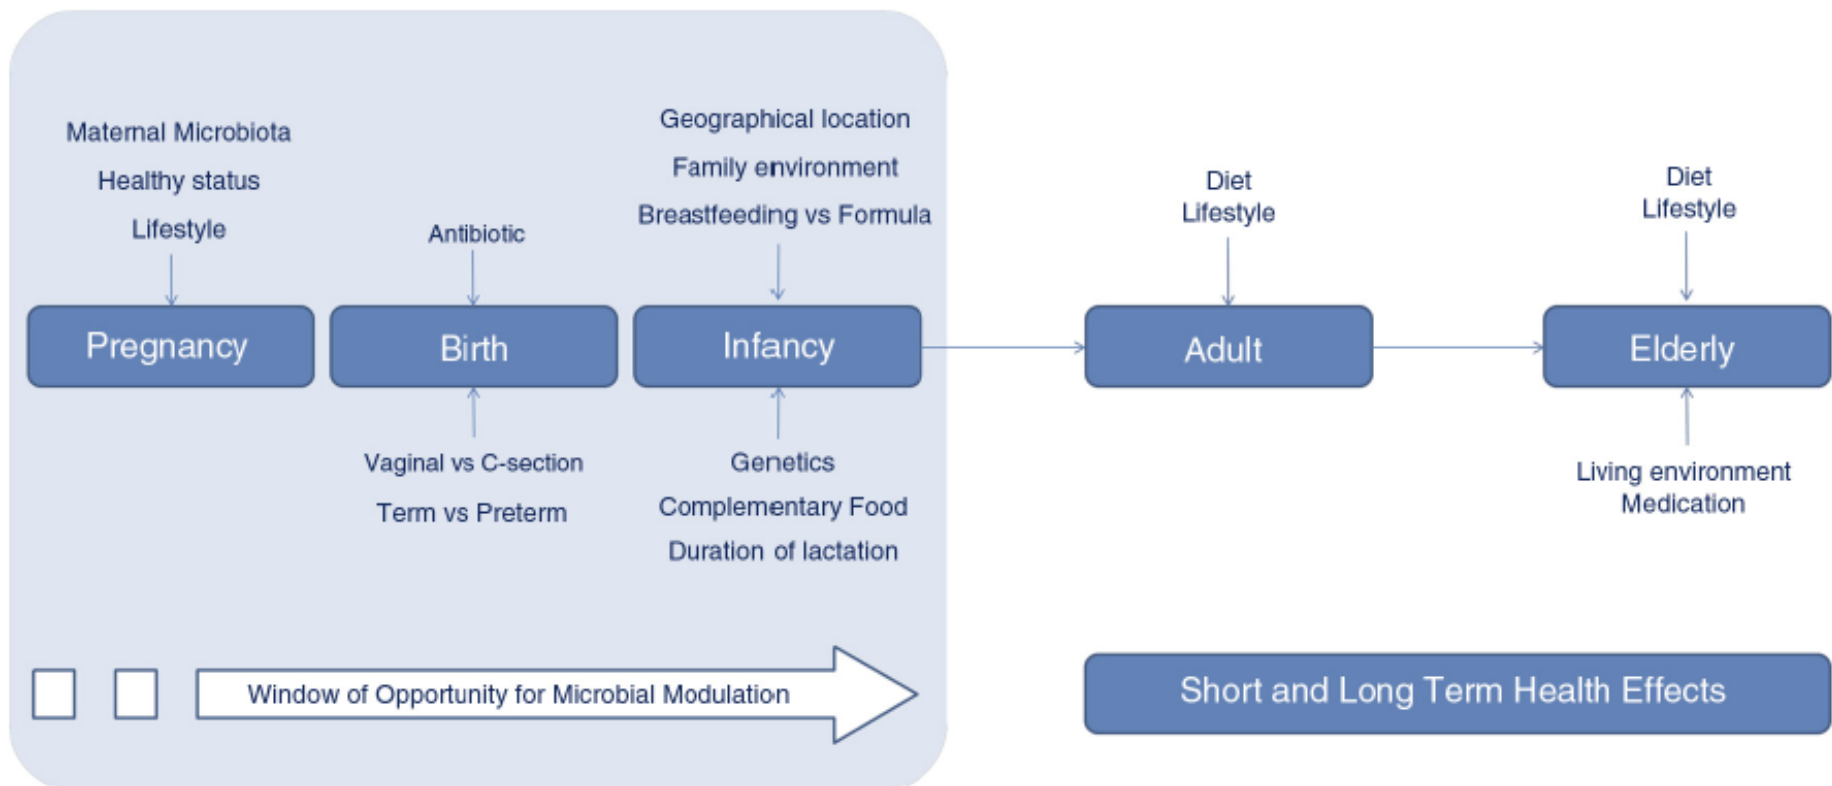 Maternal Microbiota
Healthy status
Lifestyle
Pregnancy
Antibiotic
Birth
Vaginal vs C-section
Term vs Preterm
Geographical location
Family environment
Breastfeeding vs Formula
Infancy
Genetics
Complementary Food
Duration of lactation
Diet
Lifestyle
Adult
Diet
Lifestyle
Elderly
Living environment
Medication
Window of Opportunity for Microbial Modulation
Short and Long Term Health Effects